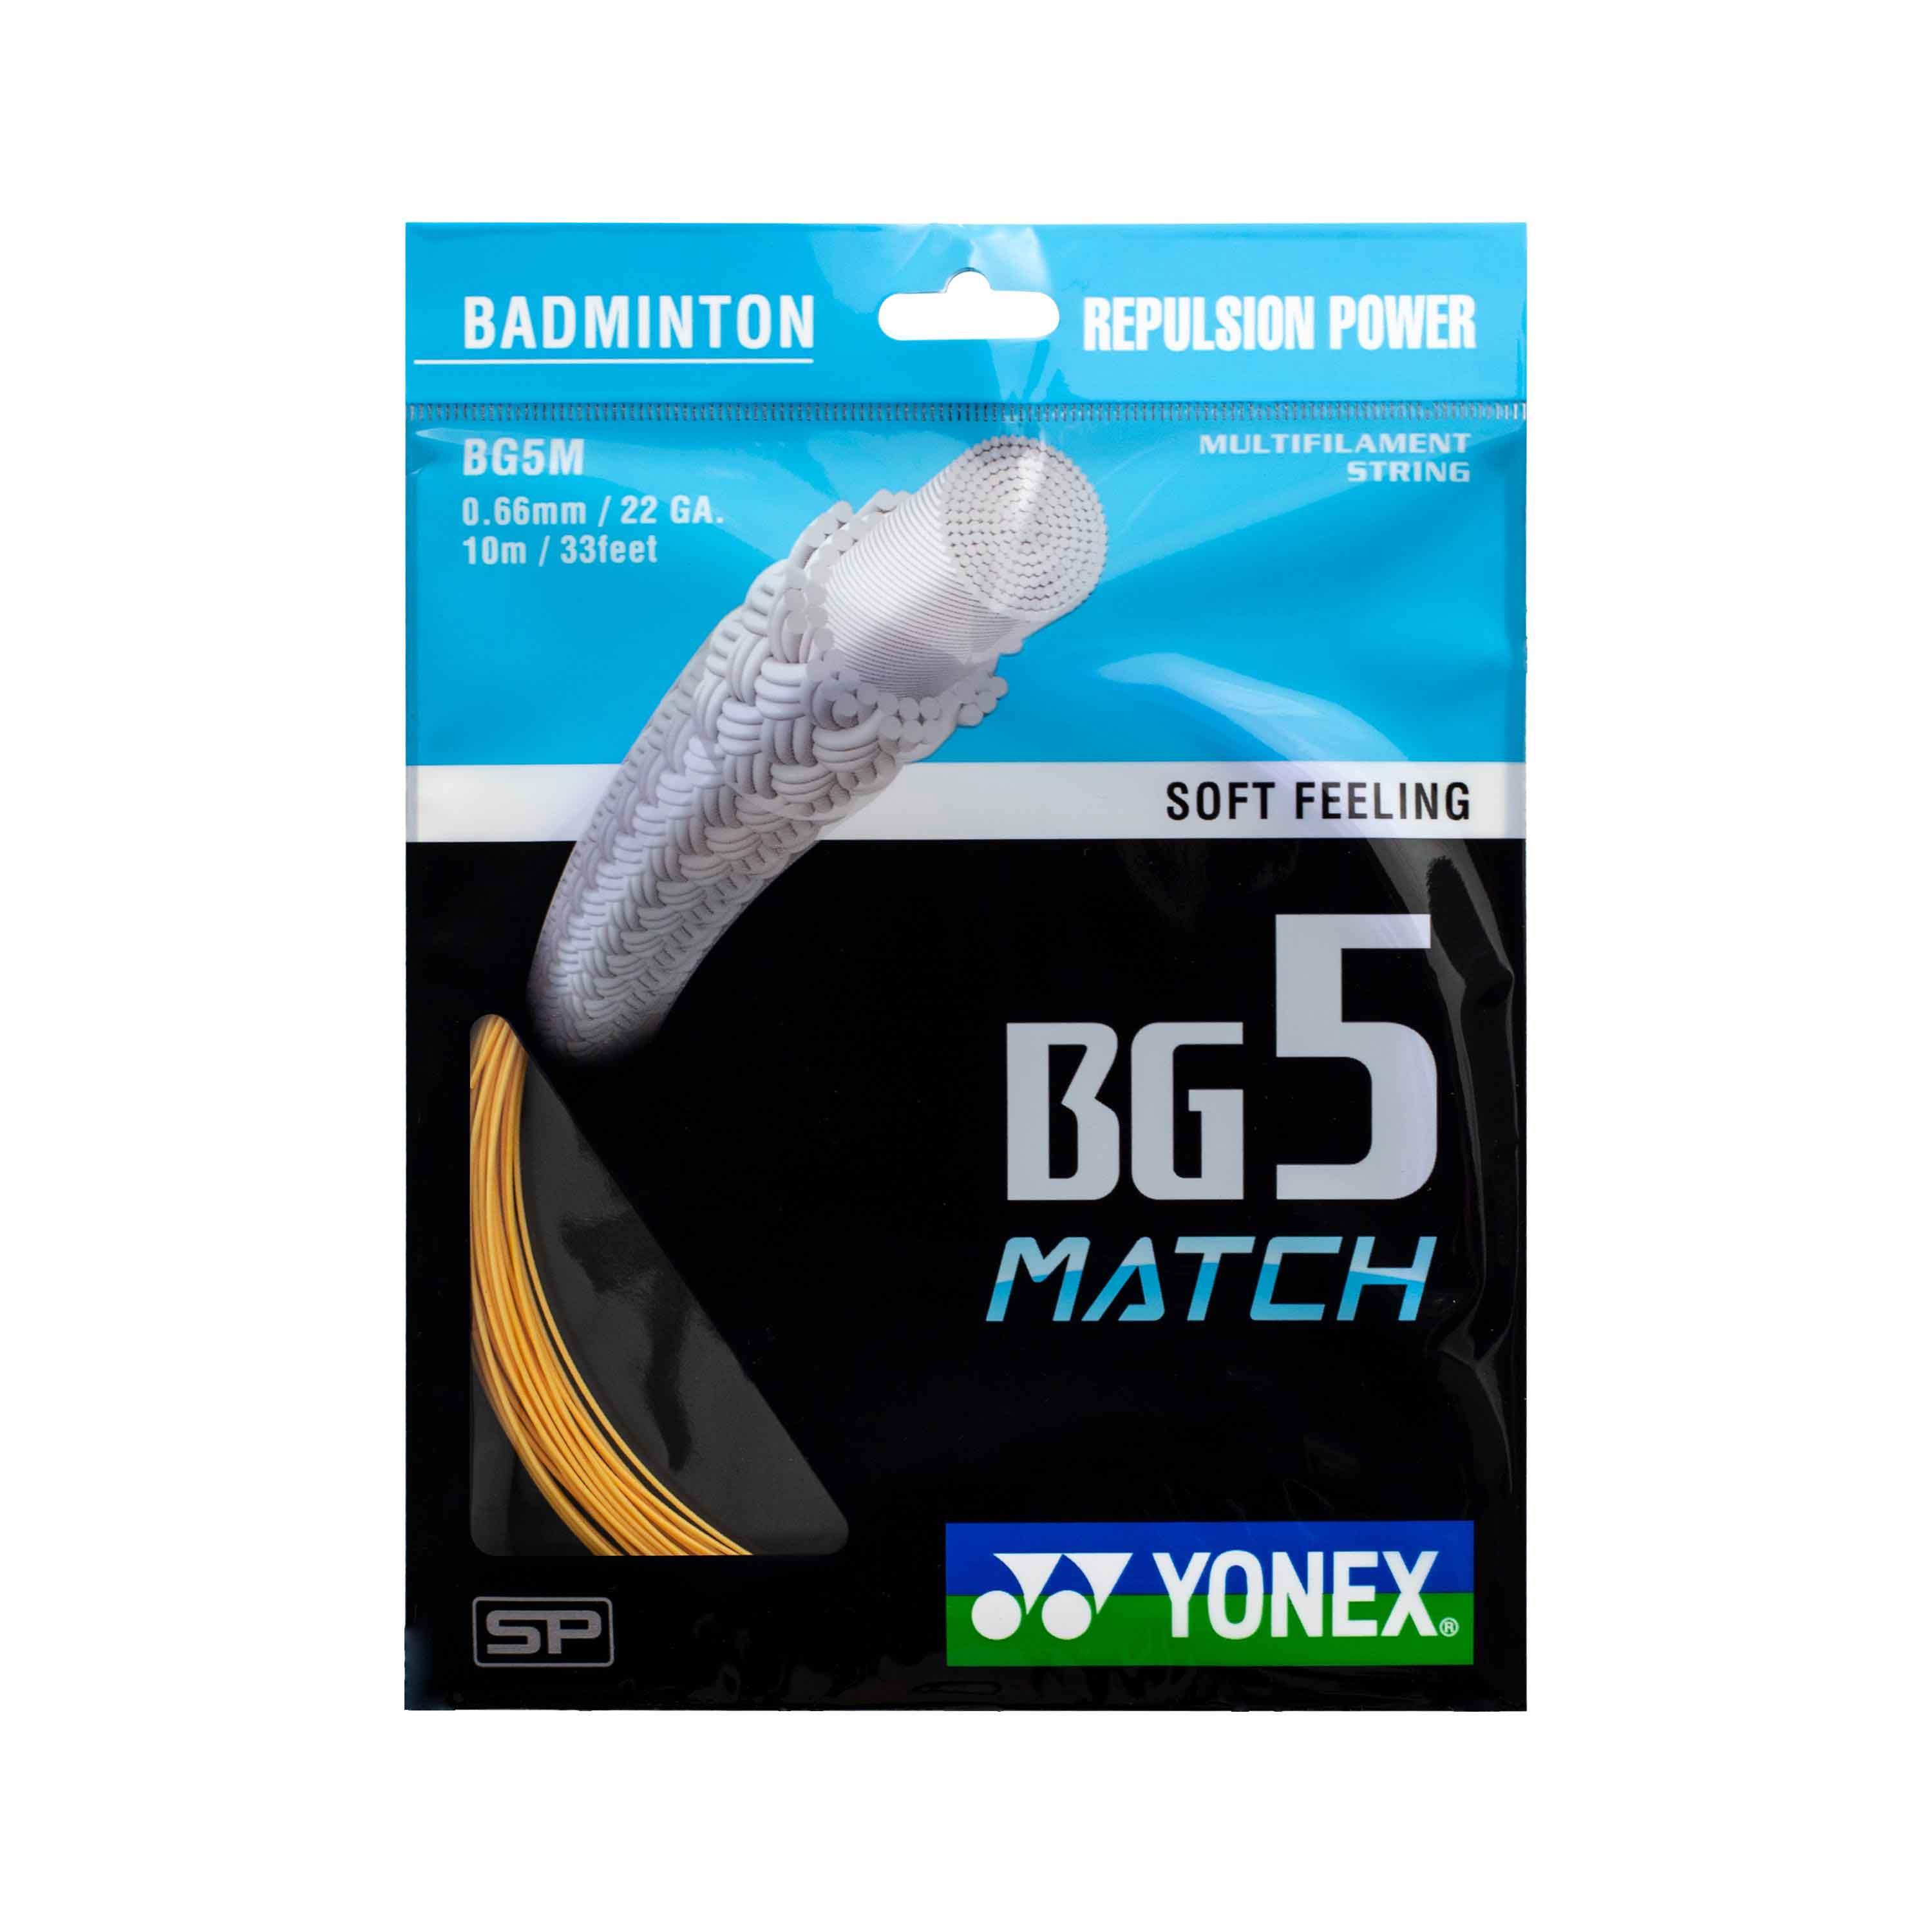 BADMINTON
REPULSION POWER
BG5M
0.66mm / 22 GA.
10m / 33feet
MULTIFILAMENT
STRING
SOFT FEELING
BG5
MATCH
SP
YONEX®